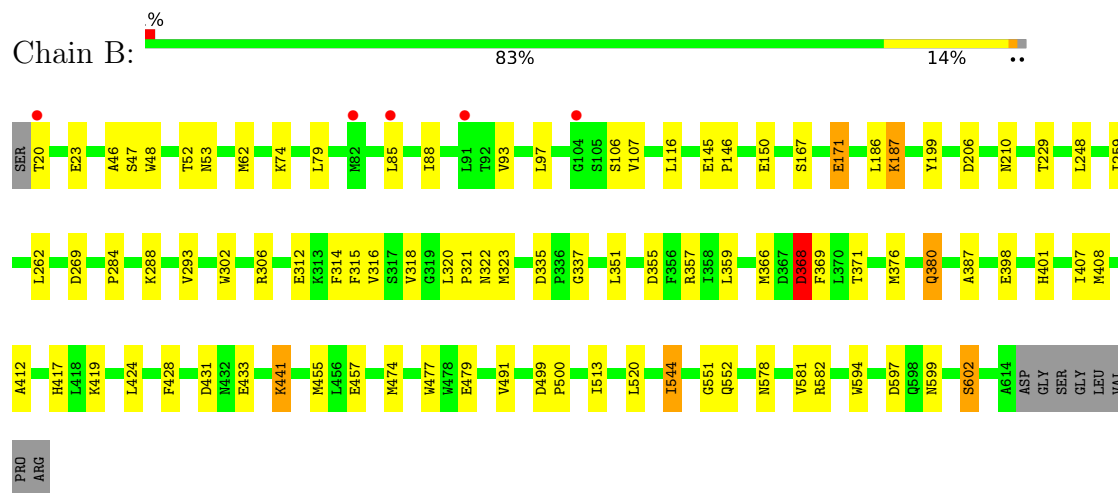 .%
Chain B:
83% 14% ••
SER T20 E23 A46 S47 W48 T52 N53 M62 K74 L79 M82 L85 I88 L91 T92 V93 L97 G104 S105 S106 V107 L116 E145 P146 E150 S167 E171 L186 K187 Y199 D206 N210 T229 L248 I259
L262 D269 P284 K288 V293 W302 R306 E312 K313 F314 F315 V316 S317 V318 G319 L320 P321 N322 M323 D335 P336 G337 L351 D355 F356 R357 I358 L359 M366 D367 D368 F369 L370 T371 M376 Q380 A387 E398 H401 I407 M408
A412 H417 L418 K419 L424 F428 D431 N432 E433 K441 M455 L456 E457 M474 W477 W478 E479 V491 D499 P500 I513 L520 I544 G551 Q552 N578 V581 R582 W594 D597 Q598 N599 S602 A614 ASP GLY SER GLY LEU VAL
PRO ARG